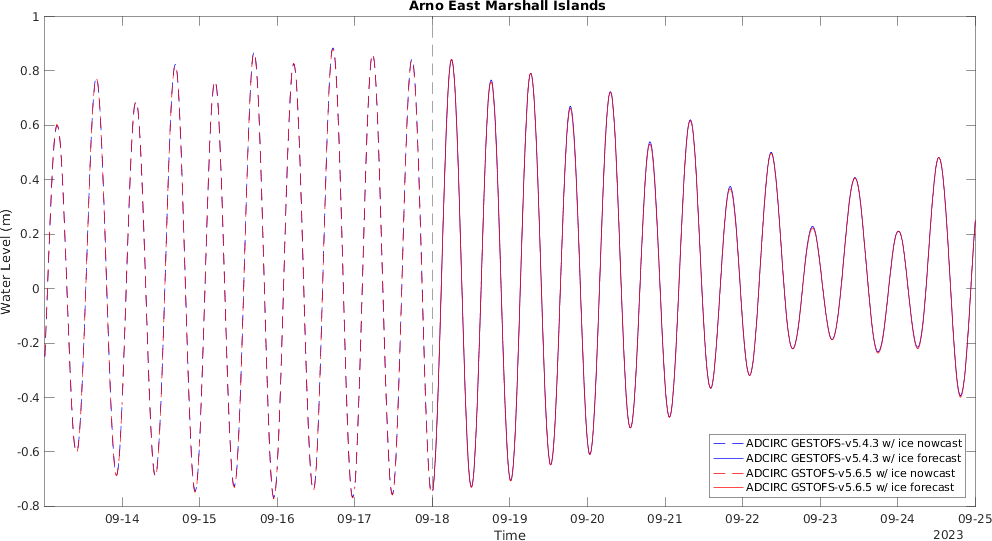 Arno East Marshall Islands
1
0.8
0.6
0.4
0.2
0
-0.2
-0.4
-0.6
-0.8
Water Level (m)
ADCIRC GESTOFS-v5.4.3 w/ ice nowcast
ADCIRC GESTOFS-v5.4.3 w/ ice forecast
ADCIRC GSTOFS-v5.6.5 w/ ice nowcast
ADCIRC GSTOFS-v5.6.5 w/ ice forecast
09-14 09-15 09-16 09-17 09-18 09-19 09-20 09-21 09-22 09-23 09-24 09-25
Time
2023